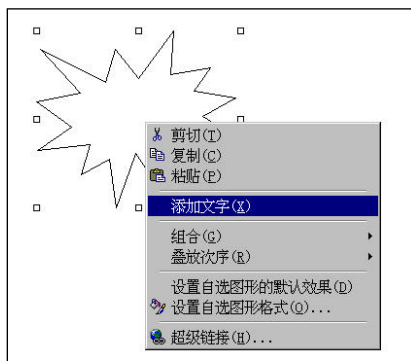 剪切(T)
复制(C)
粘贴(P)
添加文字(X)
组合(G)
叠放次序(R)
设置自选图形的默认效果(D)
设置自选图形格式(O)...
超级链接(H)...